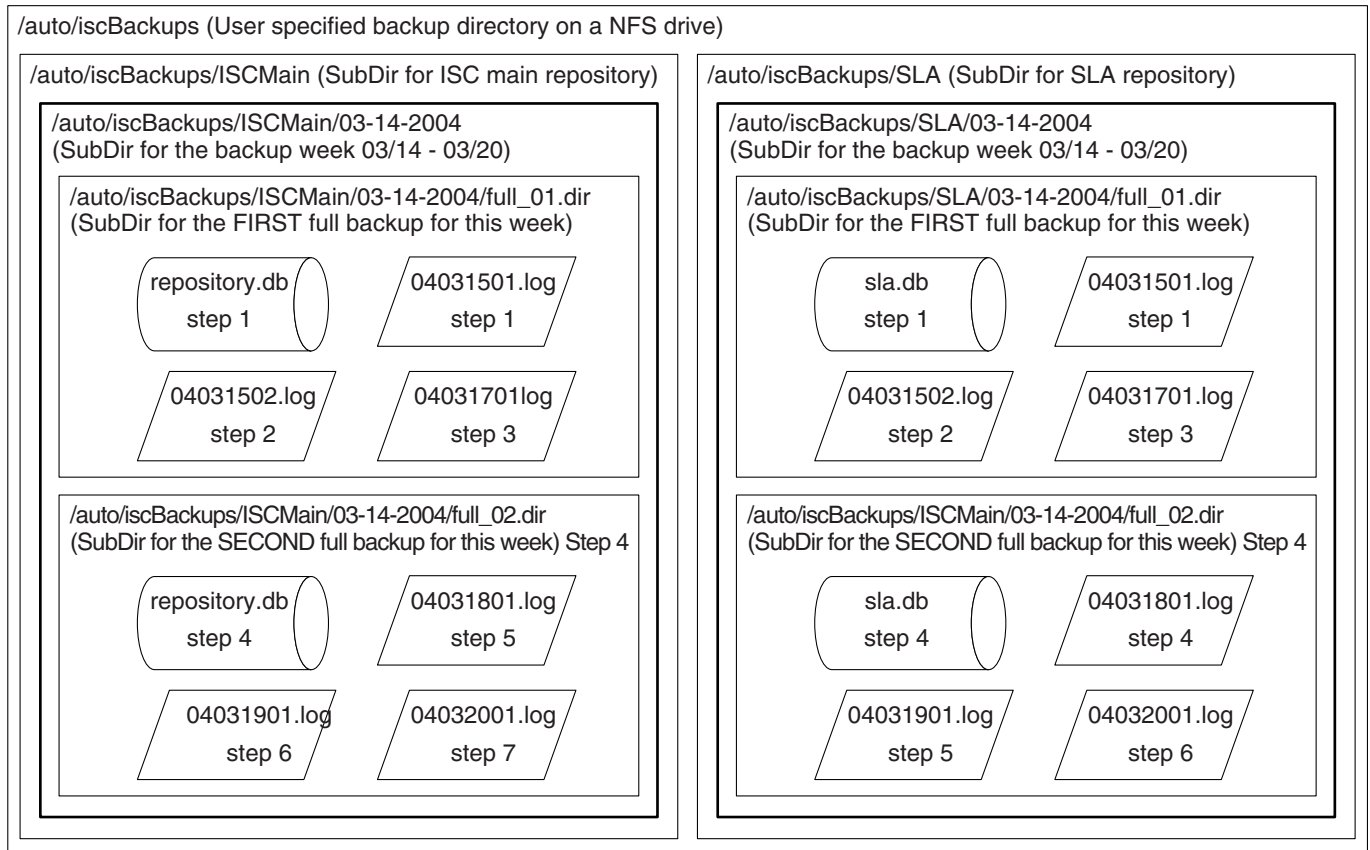 /auto/iscBackups (User specified backup directory on a NFS drive)
/auto/iscBackups/ISCMain (SubDir for ISC main repository)
/auto/iscBackups/ISCMain/03-14-2004
(SubDir for the backup week 03/14 - 03/20)
/auto/iscBackups/ISCMain/03-14-2004/full_01.dir
(SubDir for the FIRST full backup for this week)
repository.db
step 1
04031501.log
step 1
04031502.log
step 2
04031701log
step 3
/auto/iscBackups/ISCMain/03-14-2004/full_02.dir
(SubDir for the SECOND full backup for this week) Step 4
repository.db
step 4
04031801.log
step 5
04031901.log
step 6
04032001.log
step 7
/auto/iscBackups/SLA (SubDir for SLA repository)
/auto/iscBackups/SLA/03-14-2004
(SubDir for the backup week 03/14 - 03/20)
/auto/iscBackups/SLA/03-14-2004/full_01.dir
(SubDir for the FIRST full backup for this week)
sla.db
step 1
04031501.log
step 1
04031502.log
step 2
04031701.log
step 3
/auto/iscBackups/ISCMain/03-14-2004/full_02.dir
(SubDir for the SECOND full backup for this week) Step 4
sla.db
step 4
04031801.log
step 4
04031901.log
step 5
04032001.log
step 6